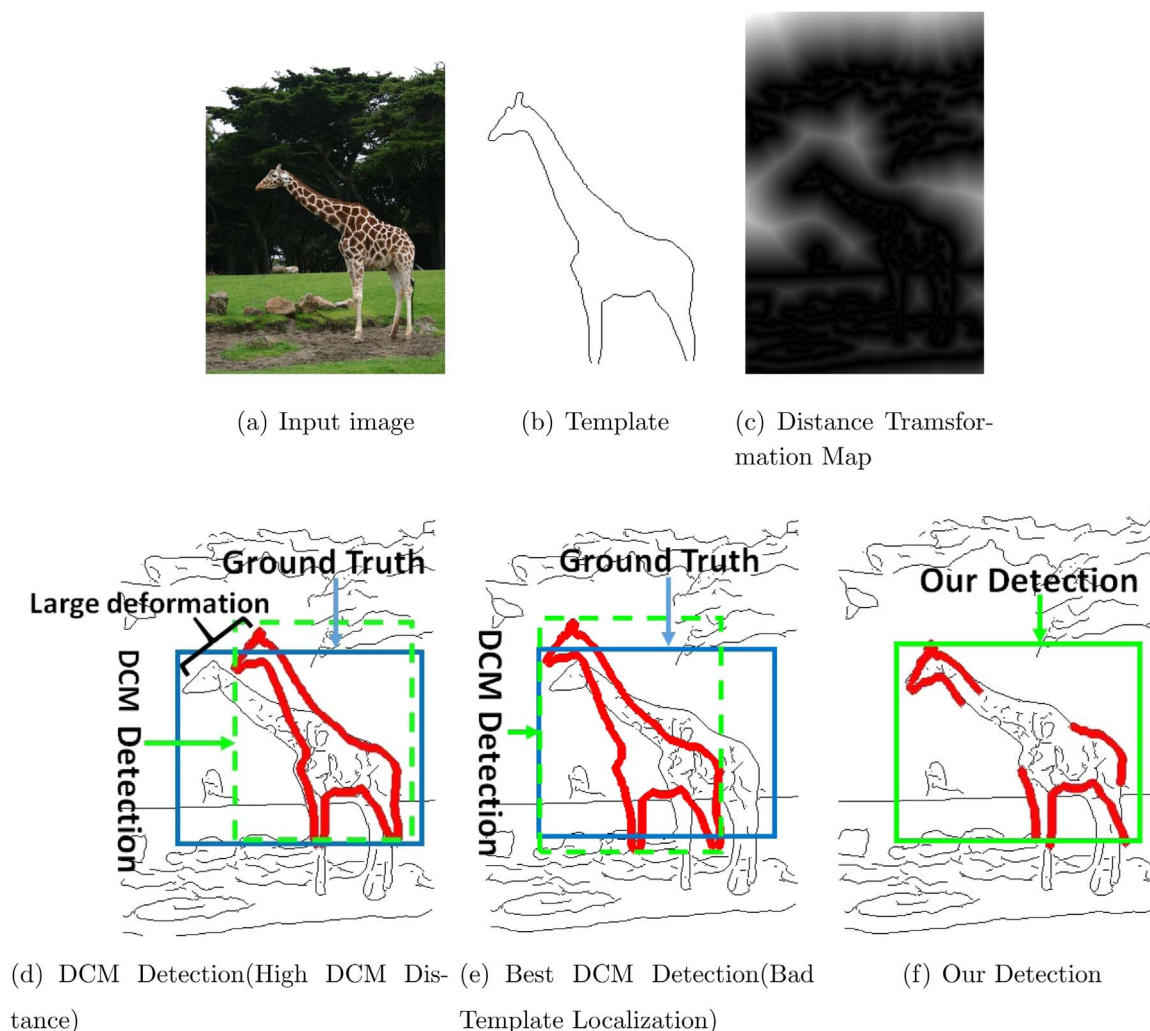 (a) Input image
(b) Template
(c) Distance Tramsfor-
mation Map
Ground Truth
Large deformation
DCM Detection
Ground Truth
DCM Detection
Our Detection
(d) DCM Detection(High DCM Dis-
tance)
(e) Best DCM Detection(Bad
Template Localization)
(f) Our Detection